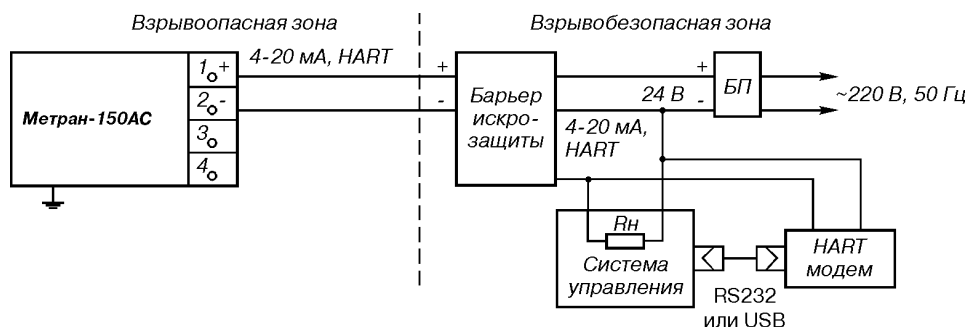 Взрывоопасная зона
Взрывобезопасная зона
Метран-150АС
1 +
2 -
3
4
4-20 мА, HART
+
-
Барьер
искро-
защиты
+
24 В
-
БП
~220 В, 50 Гц
4-20 мА,
HART
Rн
Система
управления
HART
модем
RS232
или USB